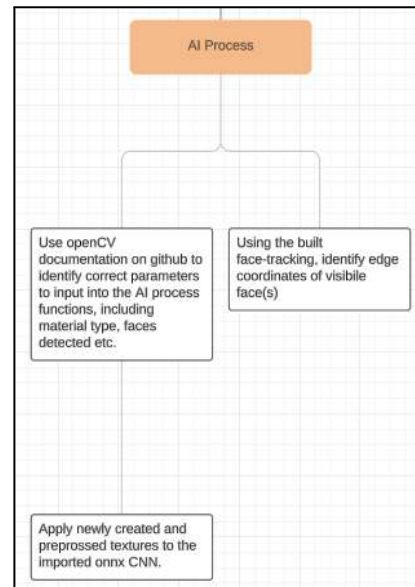 AI Process
Use openCV
documentation on github to
identify correct parameters
to input into the AI process
functions, including
material type, faces
detected etc.
Using the built
face-tracking, identify edge
coordinates of visibile
face(s)
Apply newly created and
preprossed textures to the
imported onnx CNN.